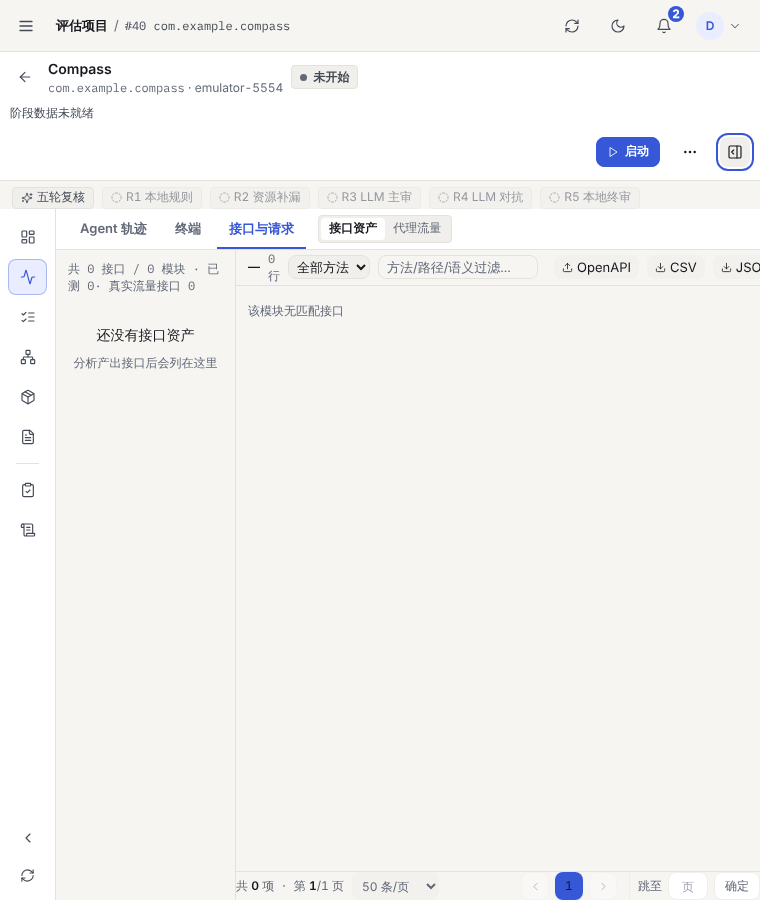 评估项目 / #40 com.example.compass
2
D
Compass
com.example.compass · emulator-5554
未开始
阶段数据未就绪
启动
五轮复核
R1 本地规则
R2 资源补漏
R3 LLM 主审
R4 LLM 对抗
R5 本地终审
Agent 轨迹
终端
接口与请求
接口资产
代理流量
共 0 接口 / 0 模块 · 已
测 0· 真实流量接口 0
还没有接口资产
分析产出接口后会列在这里
一
0
行
全部方法
方法/路径/语义过滤...
OpenAPI
CSV
JSO
该模块无匹配接口
共 0 项 · 第 1/1 页
50 条/页
1
跳至
页
确定